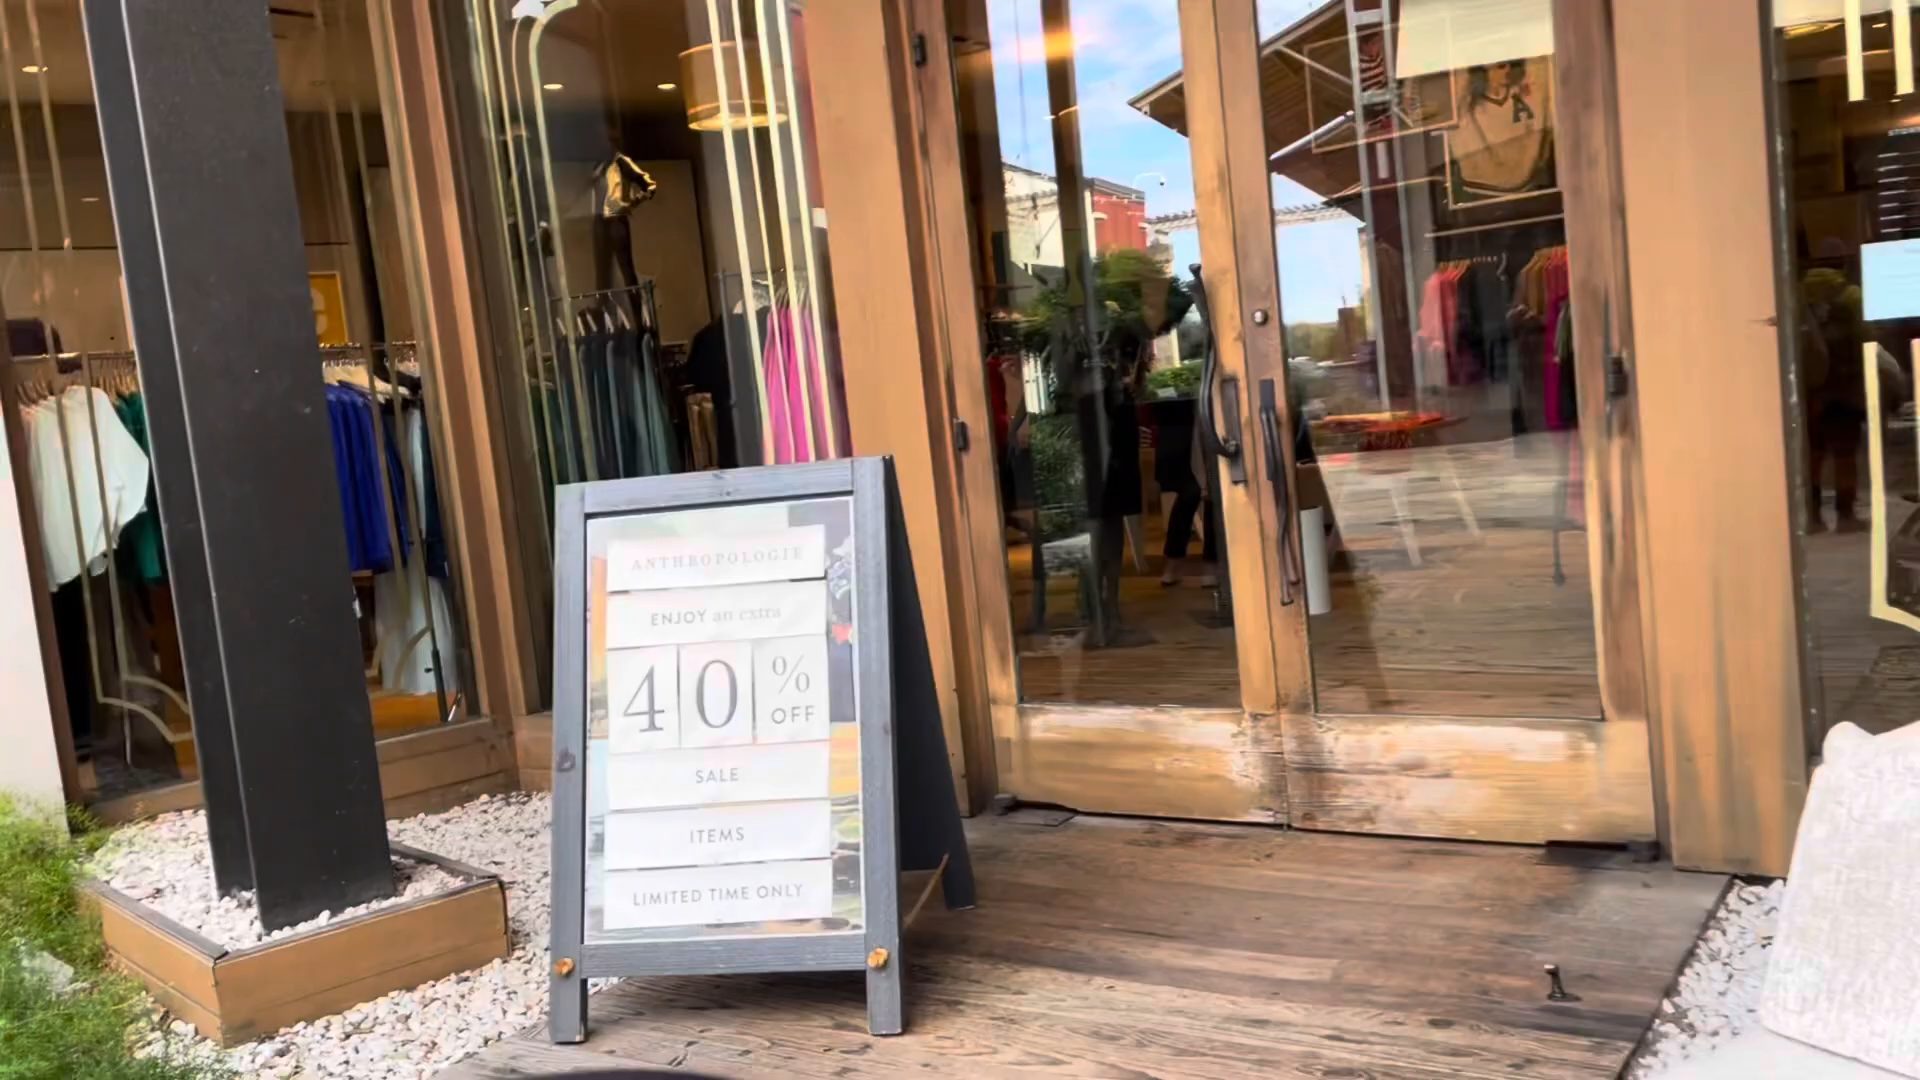 ANTHROPOLOGIE
ENJOY an extra
40% OFF
SALE
ITEMS
LIMITED TIME ONLY
A